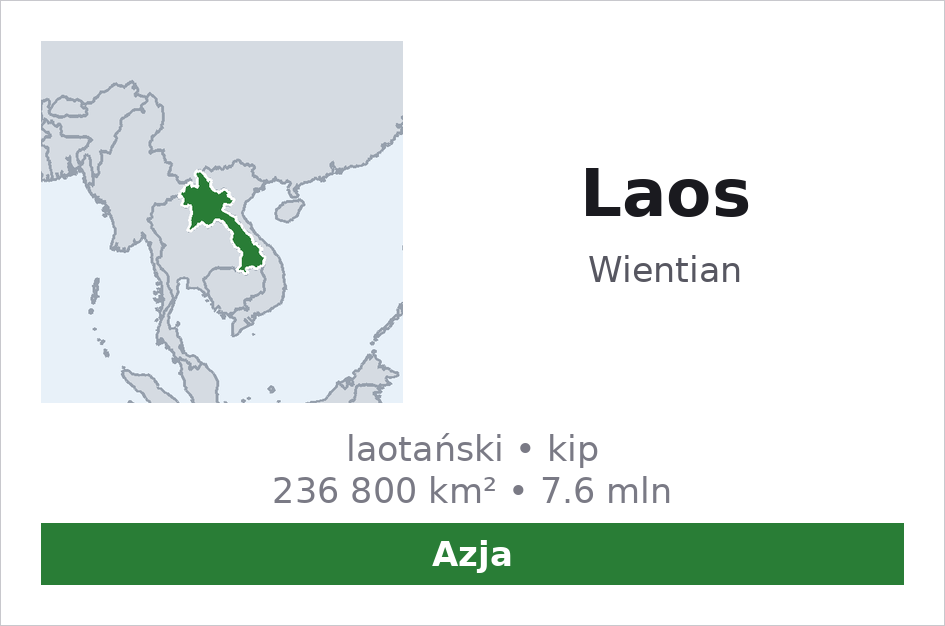 Laos
Wientian
laotański • kip
236 800 km² • 7.6 mln
Azja